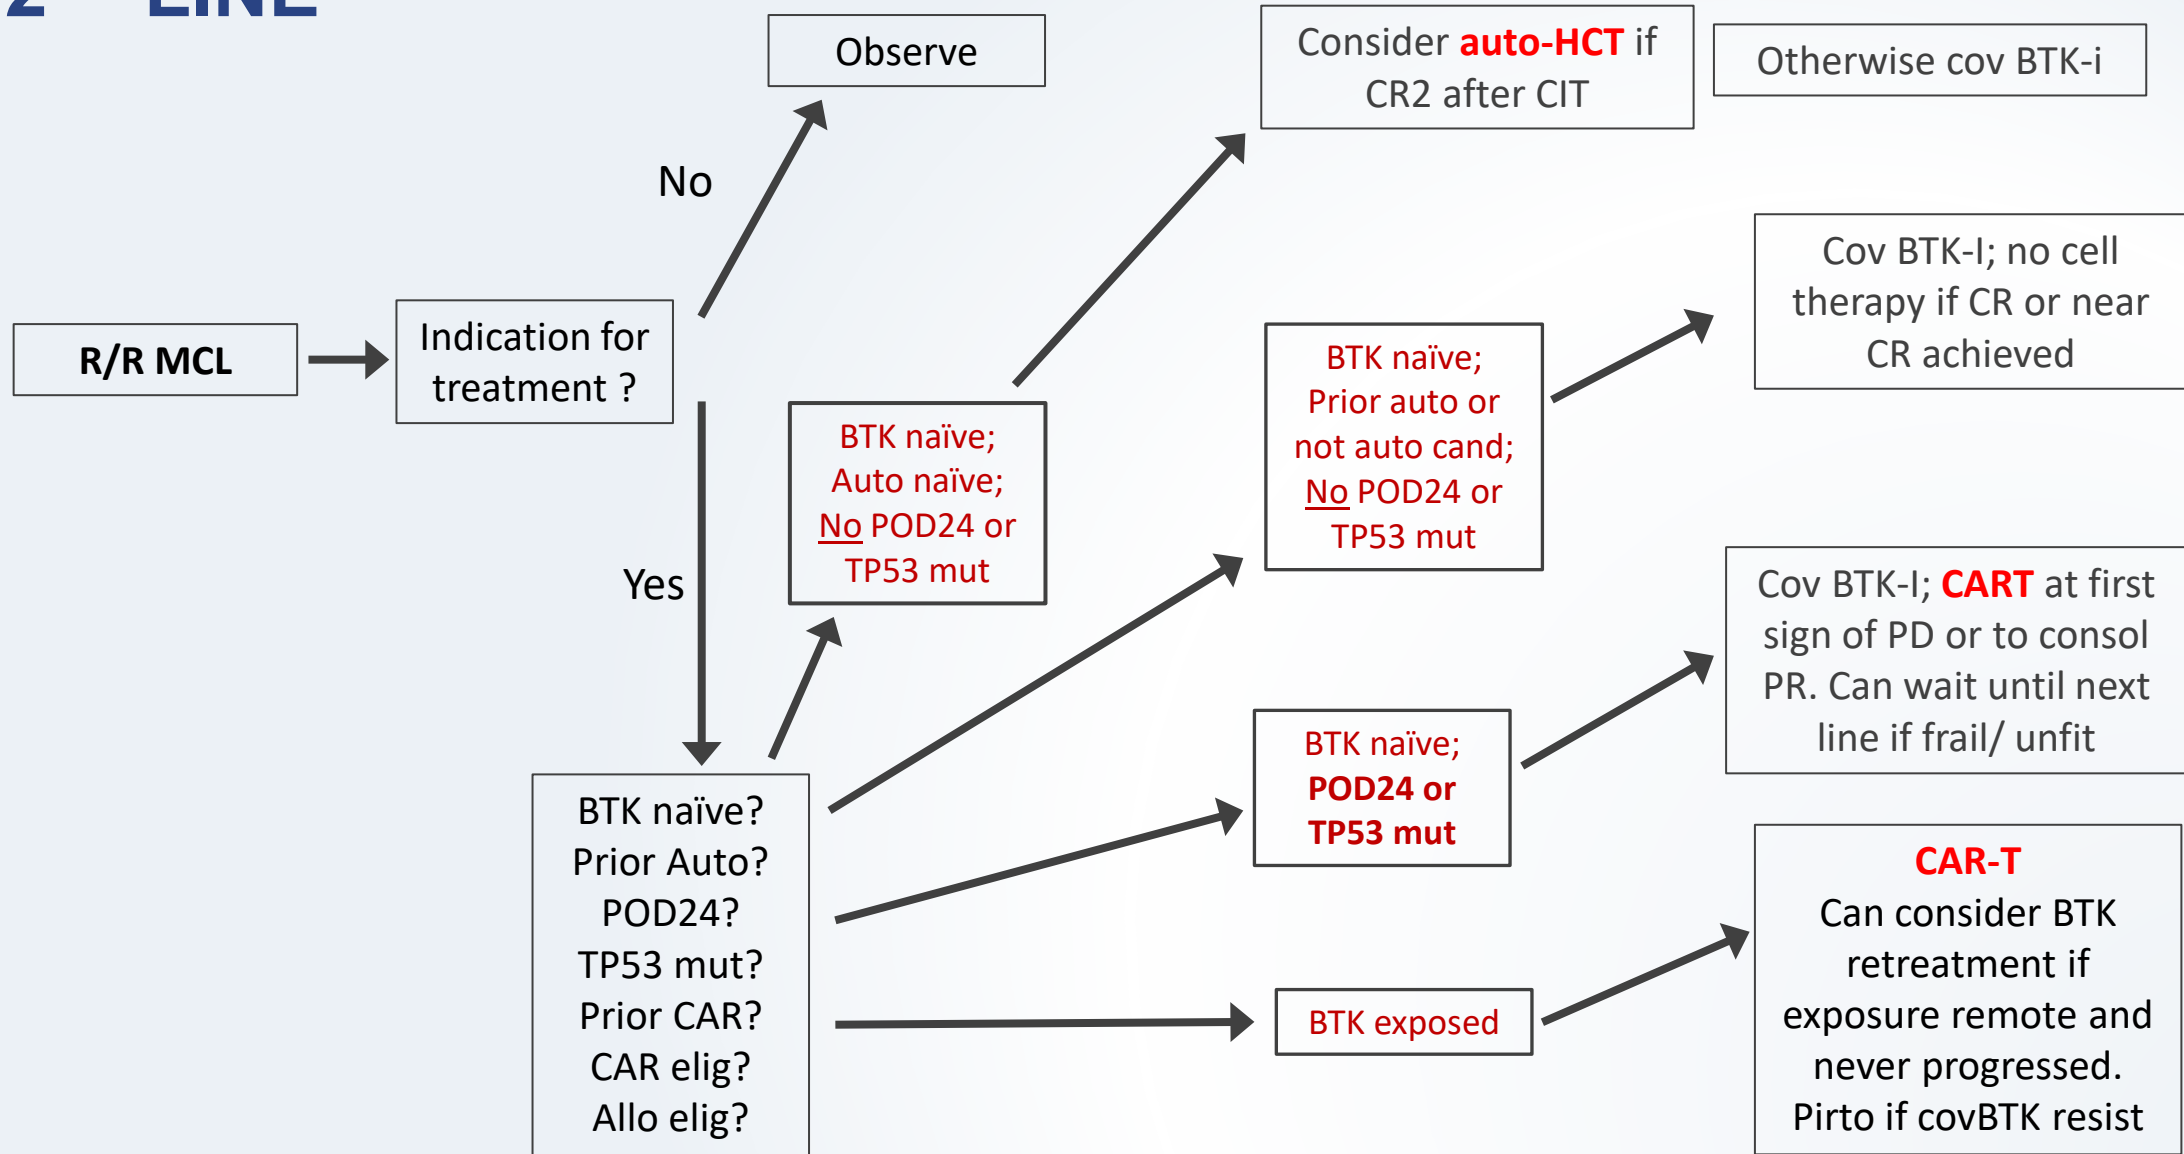 2 LINE
Observe
Consider auto-HCT if
CR2 after CIT
Otherwise cov BTK-i
No
R/R MCL
Indication for
treatment ?
Yes
BTK naïve;
Auto naïve;
No POD24 or
TP53 mut
BTK naïve;
Prior auto or
not auto cand;
No POD24 or
TP53 mut
Cov BTK-I; no cell
therapy if CR or near
CR achieved
BTK naïve;
POD24 or
TP53 mut
Cov BTK-I; CART at first
sign of PD or to consol
PR. Can wait until next
line if frail/ unfit
BTK naïve?
Prior Auto?
POD24?
TP53 mut?
Prior CAR?
CAR elig?
Allo elig?
BTK exposed
CAR-T
Can consider BTK
retreatment if
exposure remote and
never progressed.
Pirto if covBTK resist